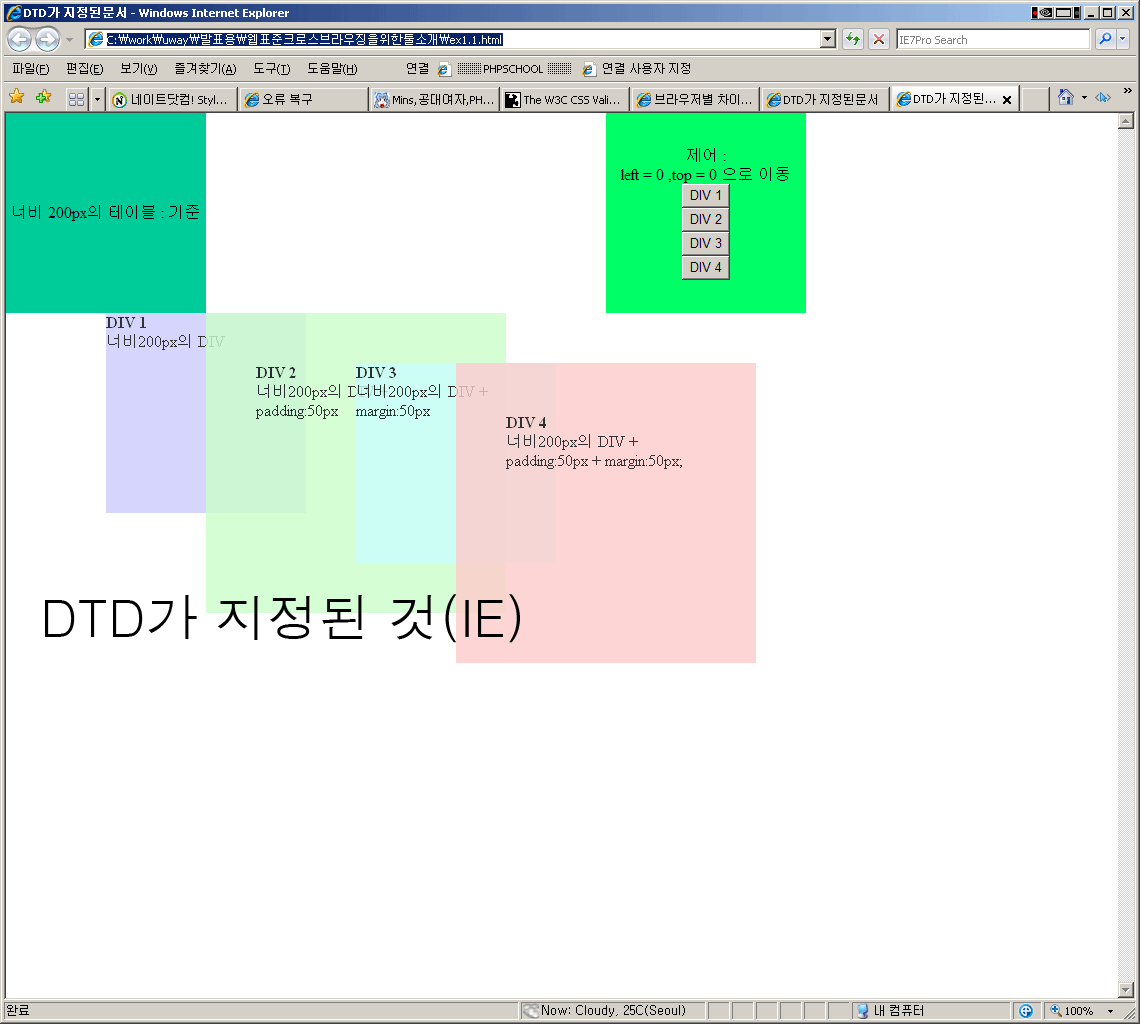 DTD가 지정된문서 - Windows Internet Explorer
C:\work\uway\발표용\웹표준크로스브라우징을위한툴소개\ex1.1.html
IE7Pro Search
파일(F) 편집(E) 보기(V) 즐겨찾기(A) 도구(T) 도움말(H) 연결 PHPSCHOOL 연결 사용자 지정
네이트닷컴! Styl... 오류 복구 Mins,공대여자,PH... The W3C CSS Vali... 브라우저별 차이... DTD가 지정된문서 DTD가 지정된...
너비 200px의 테이블 : 기준
제어 :
left = 0 ,top = 0 으로 이동
DIV 1
DIV 2
DIV 3
DIV 4
DIV 1
너비200px의 DIV
DIV 2
너비200px의 D
padding:50px
DIV 3
너비200px의 DIV +
margin:50px
DIV 4
너비200px의 DIV +
padding:50px + margin:50px;
DTD가 지정된 것(IE)
완료 Now: Cloudy, 25C(Seoul) 내 컴퓨터 100%